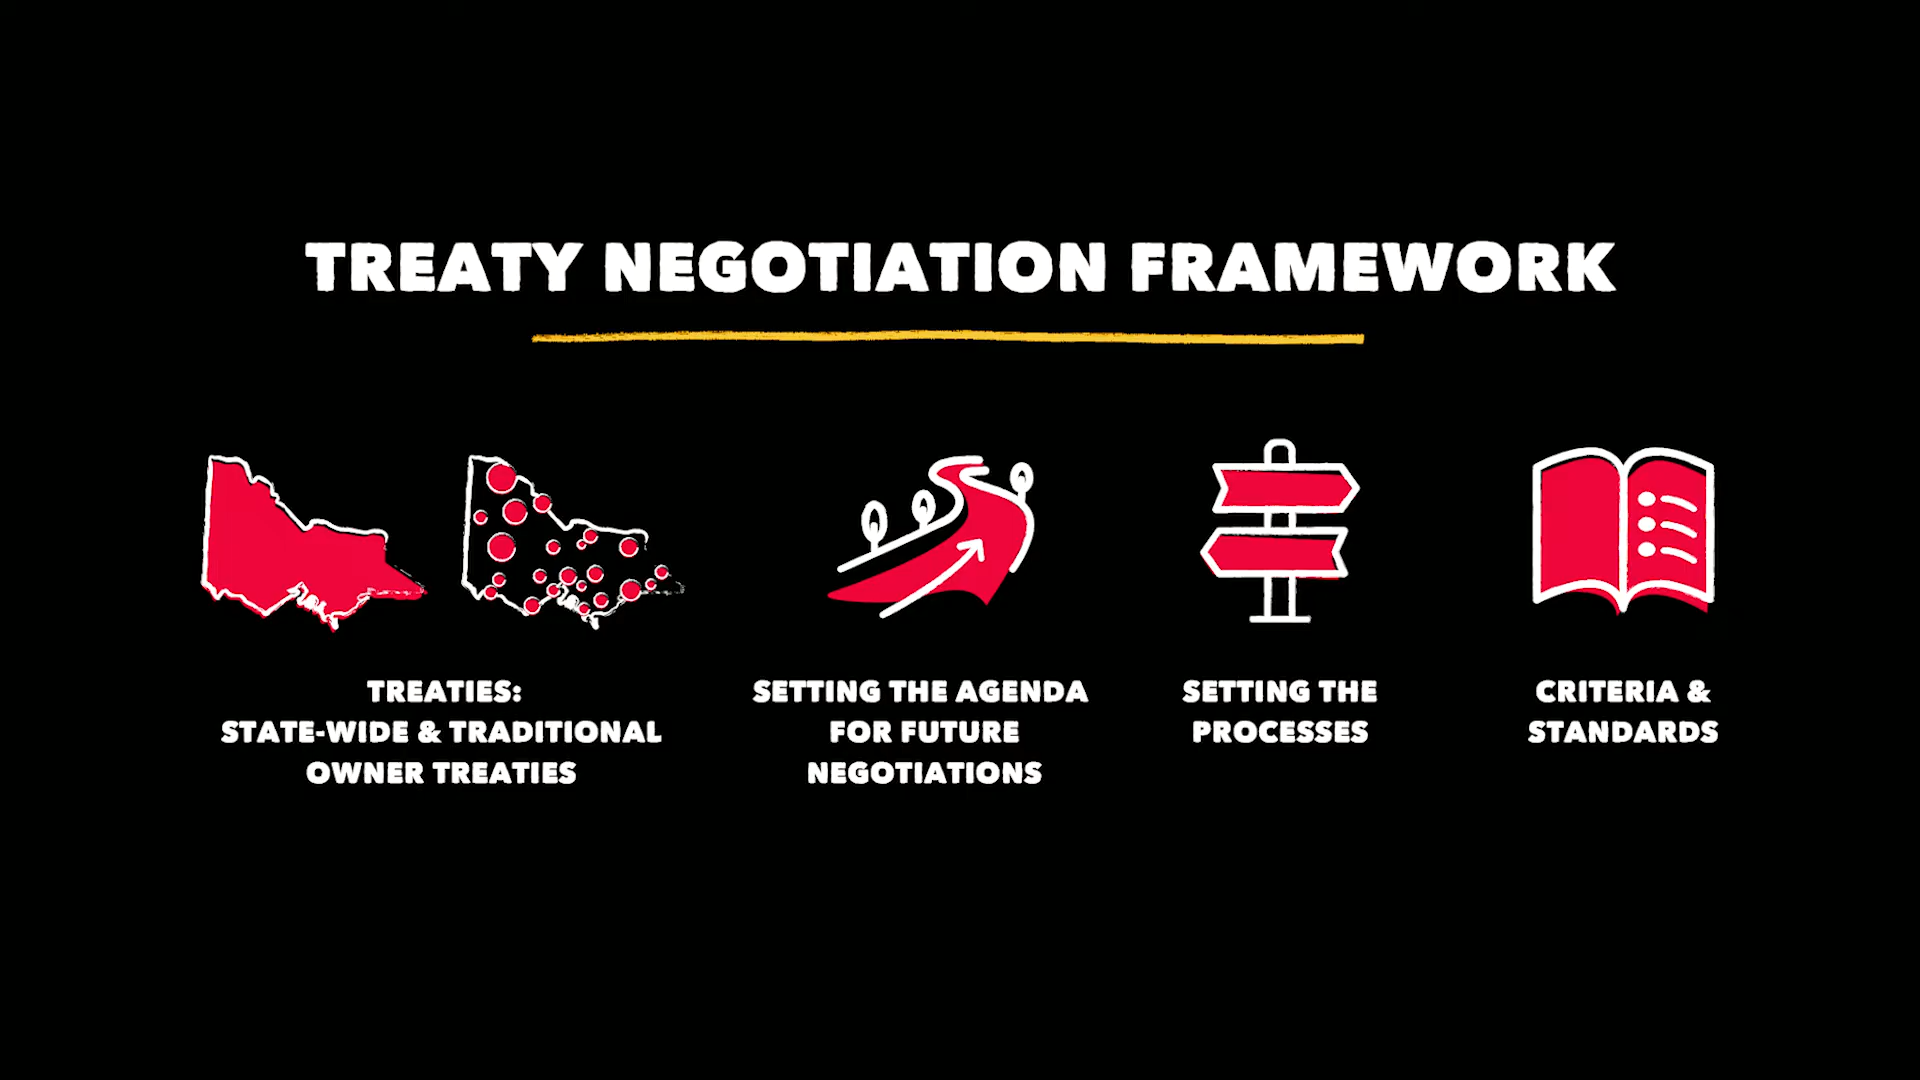 TREATY NEGOTIATION FRAMEWORK
TREATIES:
STATE-WIDE & TRADITIONAL
OWNER TREATIES
SETTING THE AGENDA
FOR FUTURE
NEGOTIATIONS
SETTING THE
PROCESSES
CRITERIA &
STANDARDS